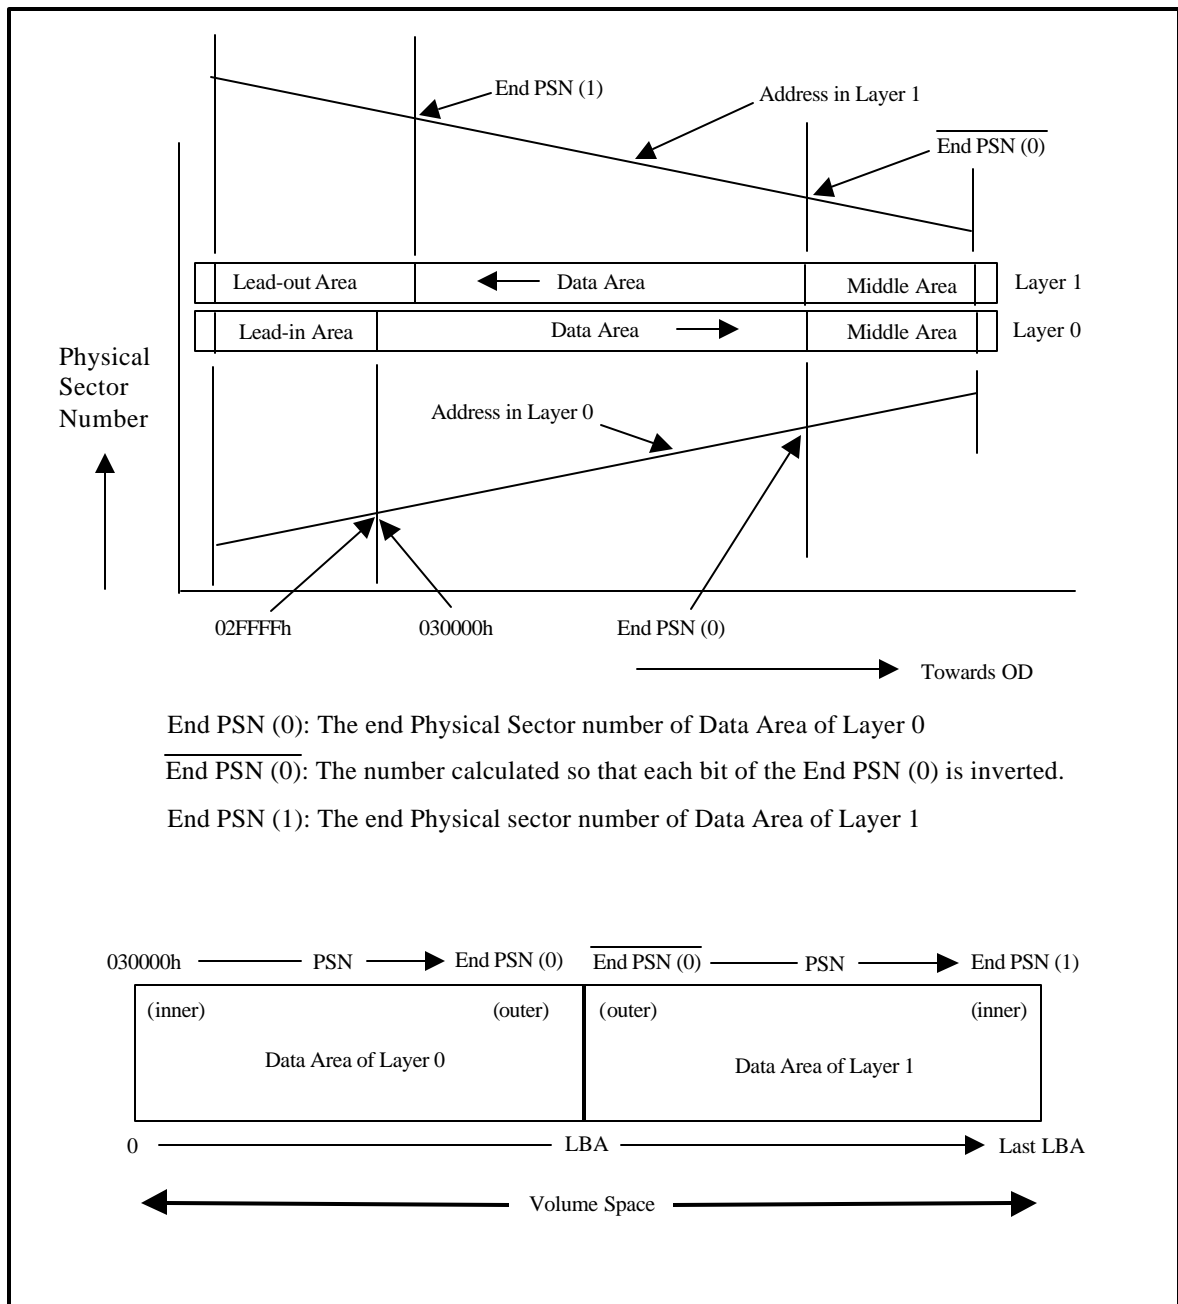 End PSN (1)
Address in Layer 1
End PSN (0)
Lead-out Area
Data Area
Middle Area
Layer 1
Lead-in Area
Data Area
Middle Area
Layer 0
Physical
Sector
Number
Address in Layer 0
02FFFFh
030000h
End PSN (0)
Towards OD
End PSN (0): The end Physical Sector number of Data Area of Layer 0
End PSN (0): The number calculated so that each bit of the End PSN (0) is inverted.
End PSN (1): The end Physical sector number of Data Area of Layer 1
030000h
PSN
End PSN (0)
End PSN (0)
PSN
End PSN (1)
(inner)
(outer)
(outer)
(inner)
Data Area of Layer 0
Data Area of Layer 1
0
LBA
Last LBA
Volume Space